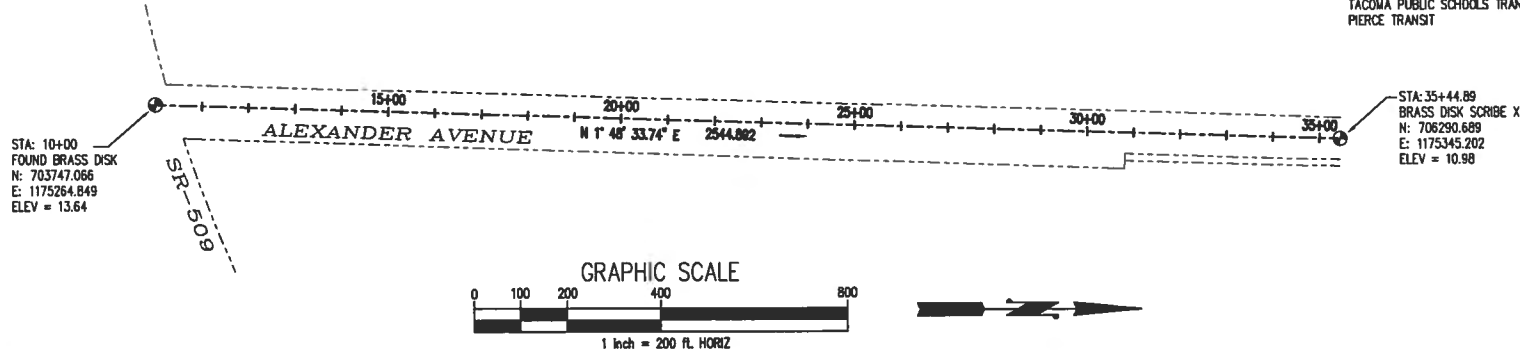 TACOMA PUBLIC SCHOOLS TRAN
PIERCE TRANSIT
15+00
20+00
25+00
30+00
35+00
STA: 10+00
FOUND BRASS DISK
N: 703747.066
E: 1175264.849
ELEV = 13.64
ALEXANDER AVENUE
N 1° 48' 33.74" E 2544.892
STA:35+44.89
BRASS DISK SCRIBE X
N: 706290.689
E: 1175345.202
ELEV = 10.98
SR-509
GRAPHIC SCALE
0 100 200 400 800
1 inch = 200 ft. HORIZ